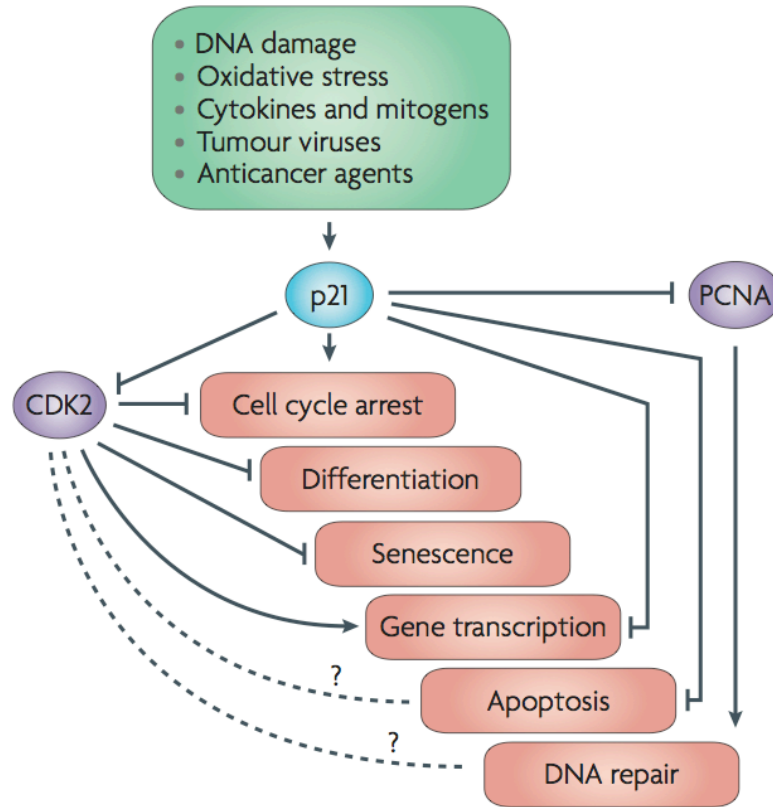 • DNA damage
• Oxidative stress
• Cytokines and mitogens
• Tumour viruses
• Anticancer agents
p21
PCNA
CDK2
Cell cycle arrest
Differentiation
Senescence
Gene transcription
?
Apoptosis
?
DNA repair